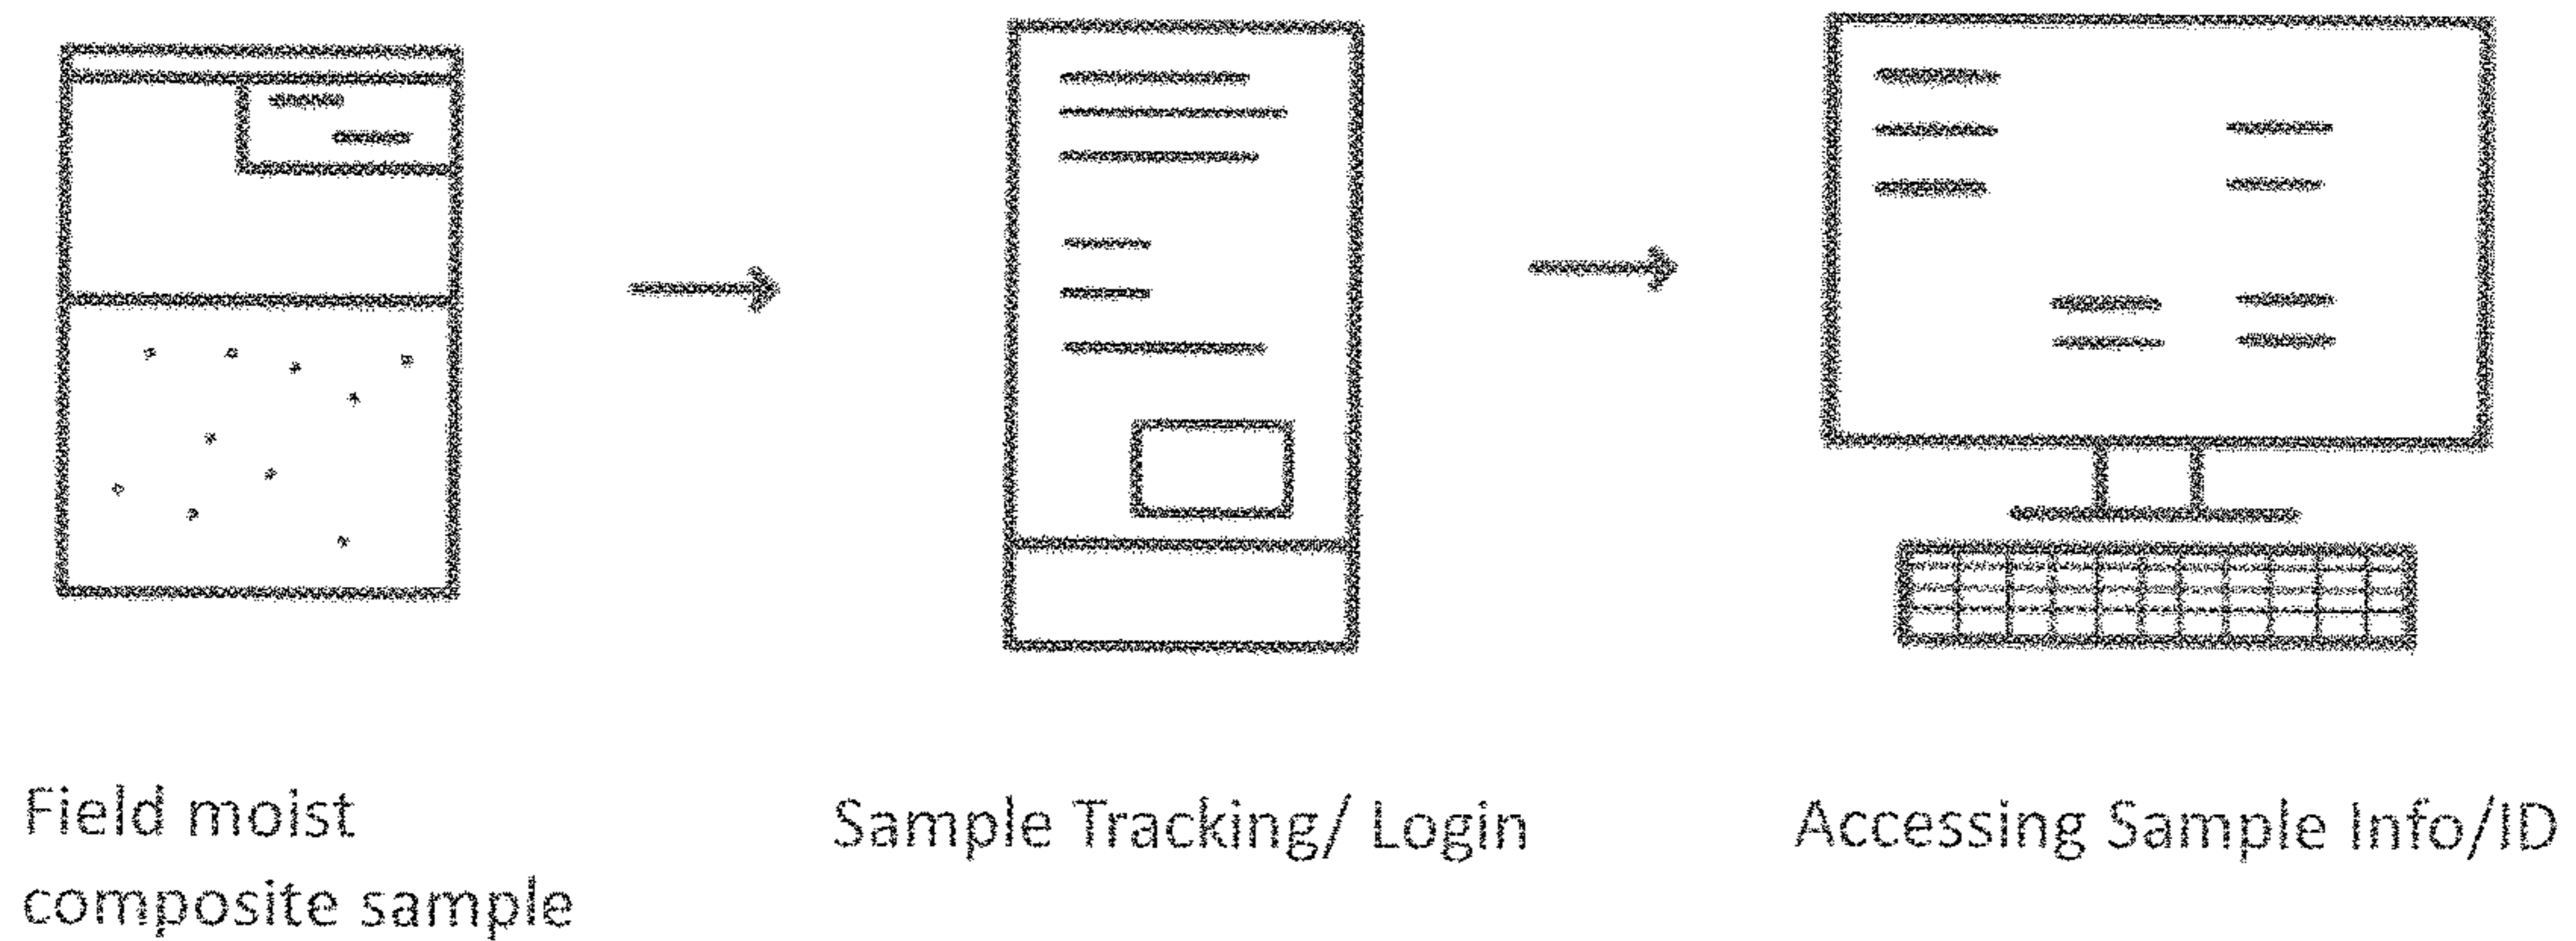 Field moist
composite sample
Sample Tracking/ Login
Accessing Sample Info/ID